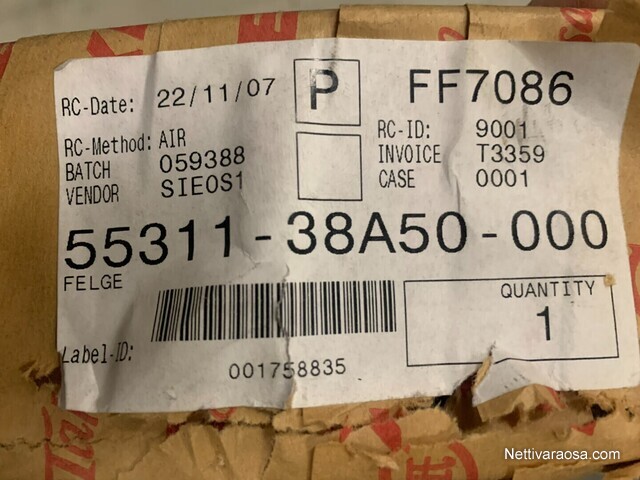 RC-Date: 22/11/07 P FF7086
RC-Method: AIR RC-ID: 9001
BATCH 059388 INVOICE T3359
VENDOR SIEOS1 CASE 0001
55311-38A50-000
FELGE
QUANTITY
1
Label-ID:
001758835
Nettivaraosa.com